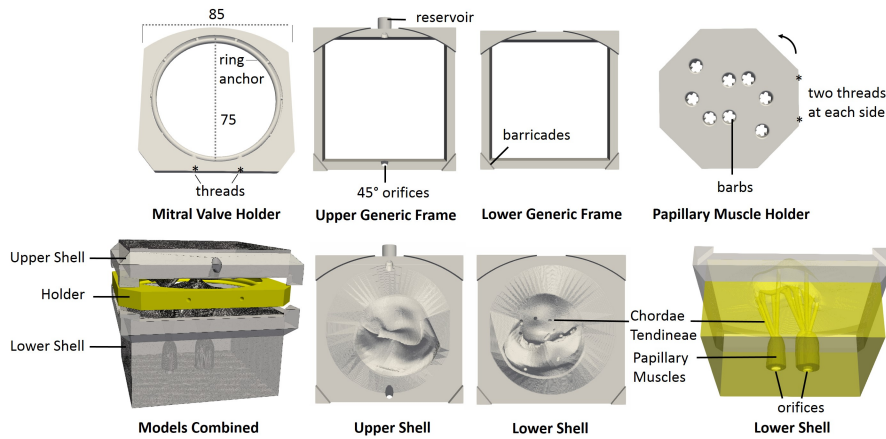 85
reservoir
ring
anchor
75
two threads
at each side
*
*
barricades
* *
threads
45° orifices
barbs
Mitral Valve Holder
Upper Generic Frame
Lower Generic Frame
Papillary Muscle Holder
Upper Shell
Holder
Lower Shell
Chordae
Tendineae
Papillary
Muscles
orifices
Models Combined
Upper Shell
Lower Shell
Lower Shell